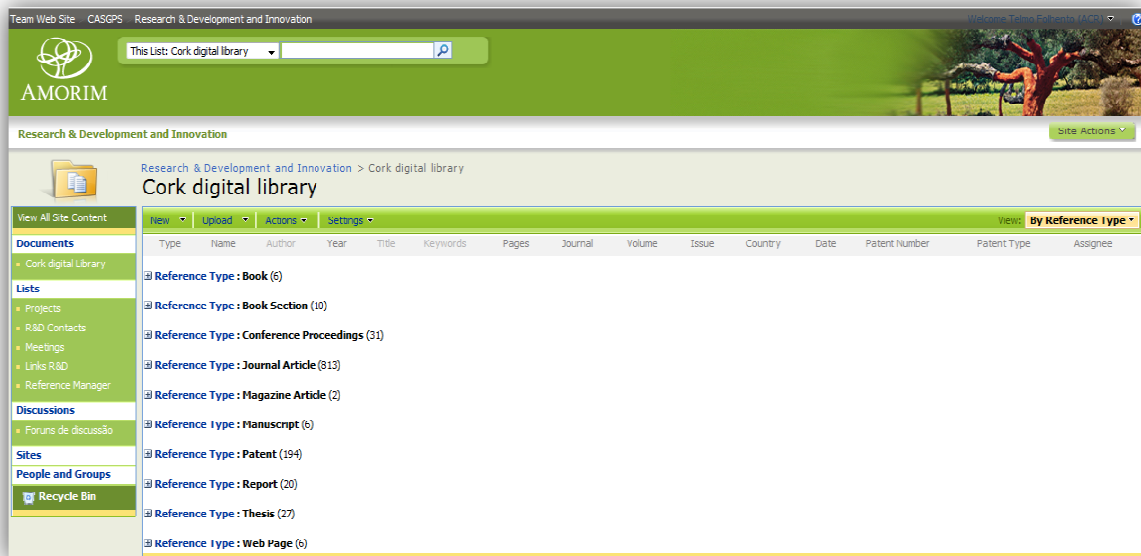 Team Web Site CASGPS Research & Development and Innovation Welcome Telmo Folhento (ACR)
This List: Cork digital library
AMORIM
Research & Development and Innovation
Site Actions
Research & Development and Innovation > Cork digital library
Cork digital library
View All Site Content
New Upload Actions Settings View: By Reference Type
Documents
Type Name Author Year Title Keywords Pages Journal Volume Issue Country Date Patent Number Patent Type Assignee
Cork digital Library
Reference Type : Book (6)
Lists
Projects
Reference Type : Book Section (10)
R&D Contacts
Reference Type : Conference Proceedings (31)
Meetings
Links R&D
Reference Type : Journal Article (813)
Reference Manager
Reference Type : Magazine Article (2)
Discussions
Foruns de discussão
Reference Type : Manuscript (6)
Sites
Reference Type : Patent (194)
People and Groups
Reference Type : Report (20)
Recycle Bin
Reference Type : Thesis (27)
Reference Type : Web Page (6)